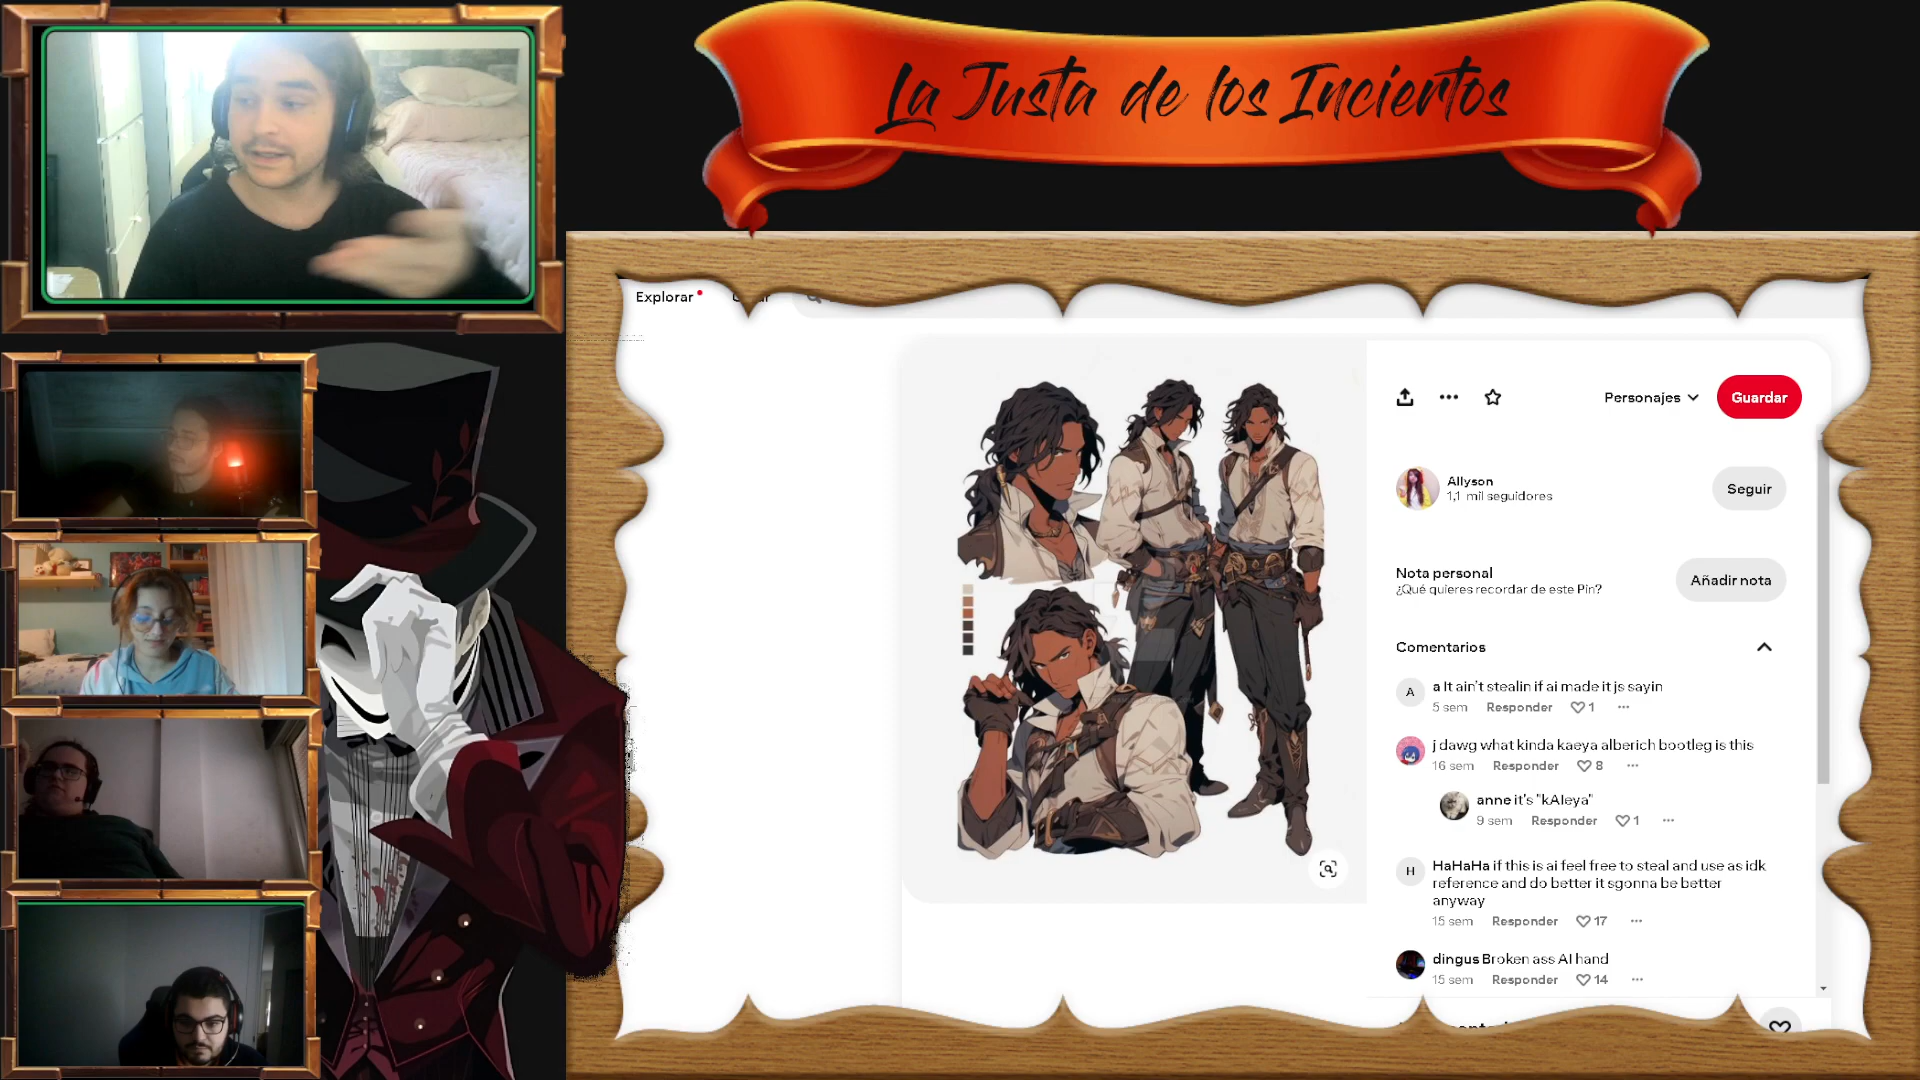 La Justa de los Inciertos
Explorar
Personajes
Guardar
Allyson
1,1 mil seguidores
Seguir
Nota personal
¿Qué quieres recordar de este Pin?
Añadir nota
Comentarios
A
a It ain't stealin if ai made it js sayin
5 sem Responder 1
j dawg what kinda kaeya alberich bootleg is this
16 sem Responder 8
anne it's "kAIeya"
9 sem Responder 1
H
HaHaHa if this is ai feel free to steal and use as idk
reference and do better it sgonna be better
anyway
15 sem Responder 17
dingus Broken ass AI hand
15 sem Responder 14